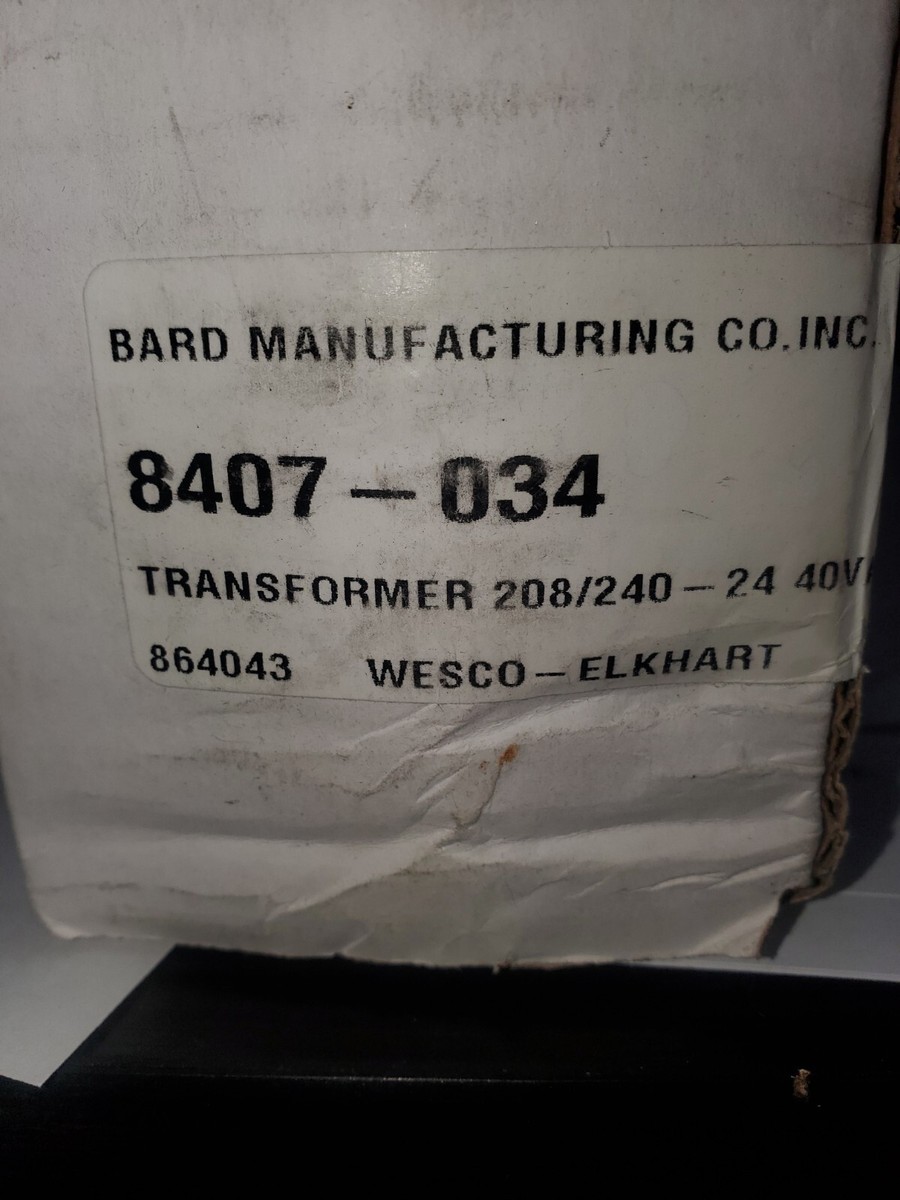 BARD MANUFACTURING CO.INC.
8407 — 034
TRANSFORMER 208/240 — 24 40V
864043 WESCO — ELKHART